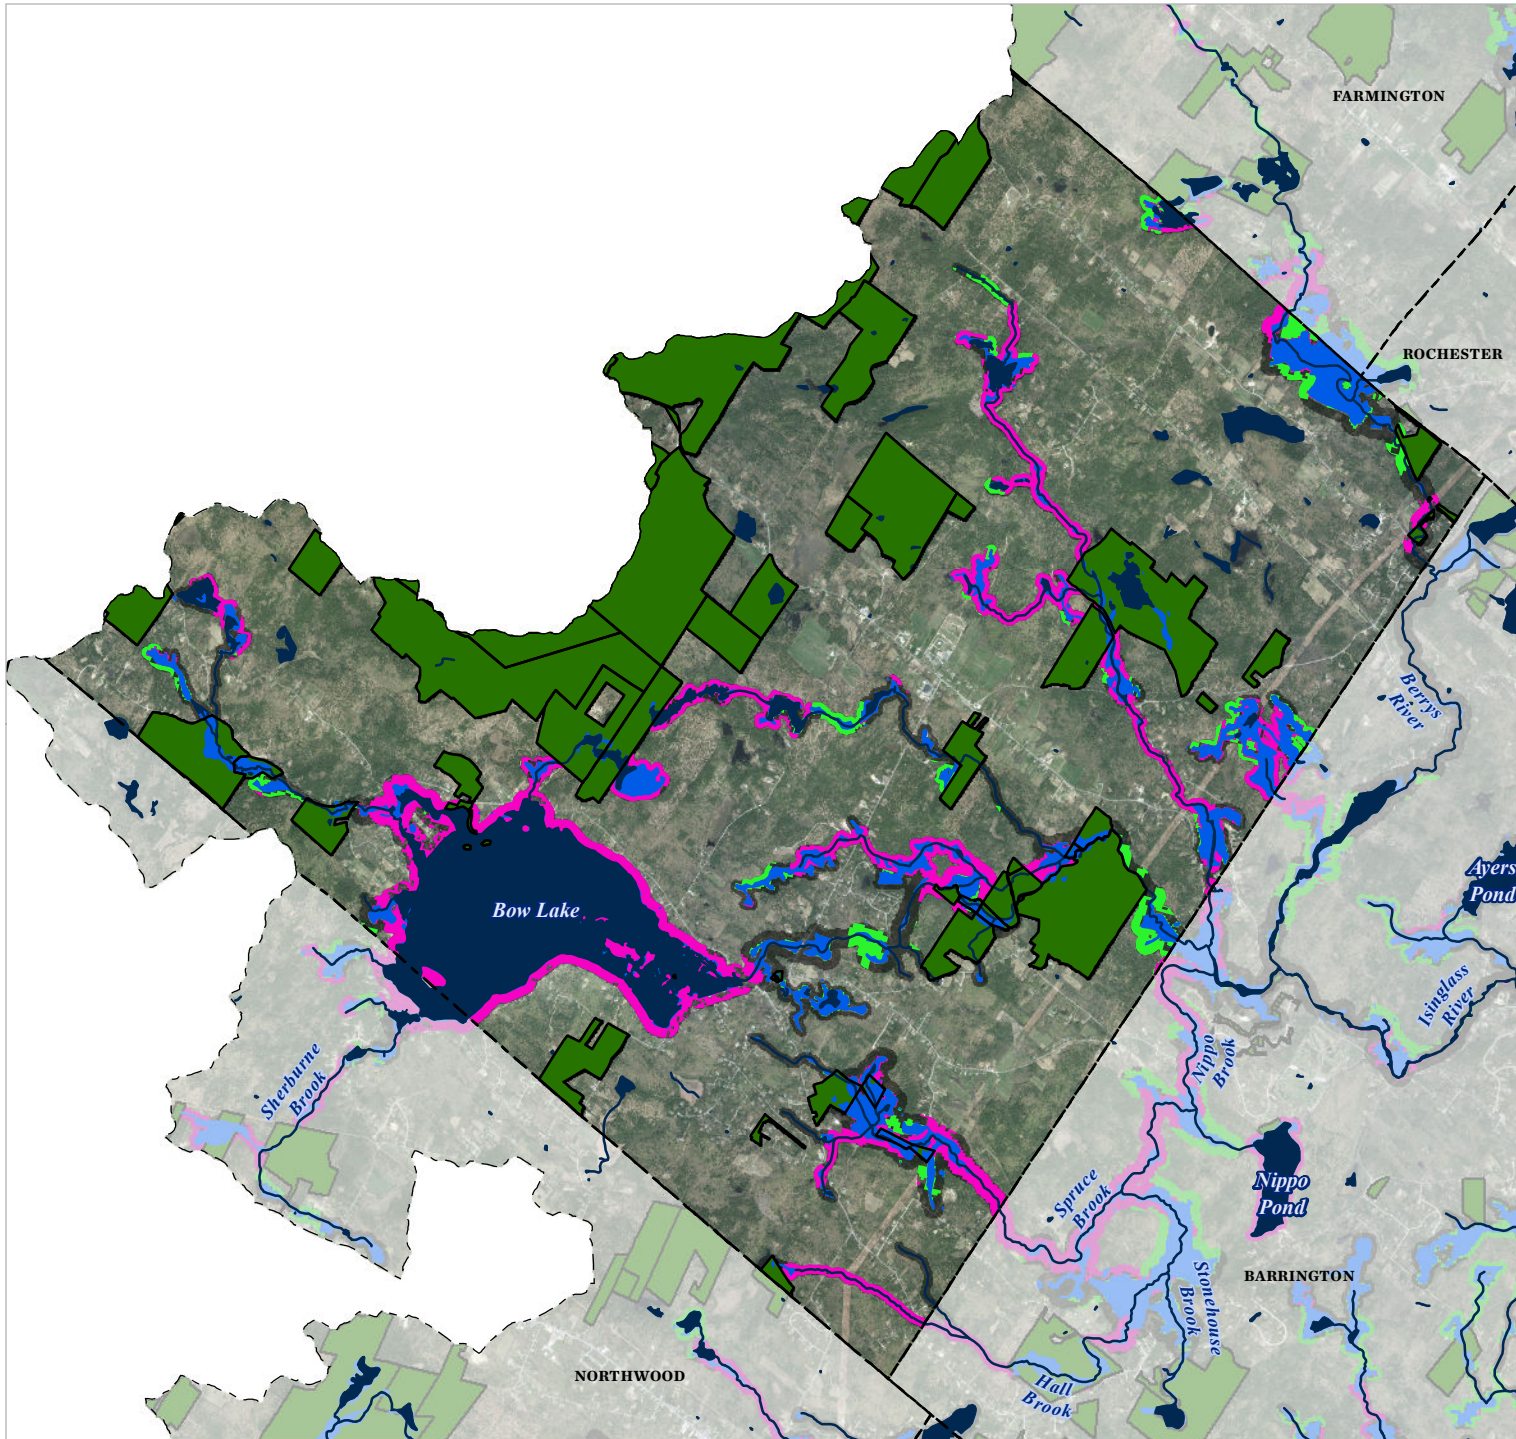 FARMINGTON
ROCHESTER
Berrys
River
Ayers
Pond
Bow Lake
Isinglass
River
Sherburne
Brook
Nippo
Brook
Spruce
Brook
Nippo
Pond
Stonehouse
Brook
BARRINGTON
NORTHWOOD
Hall
Brook